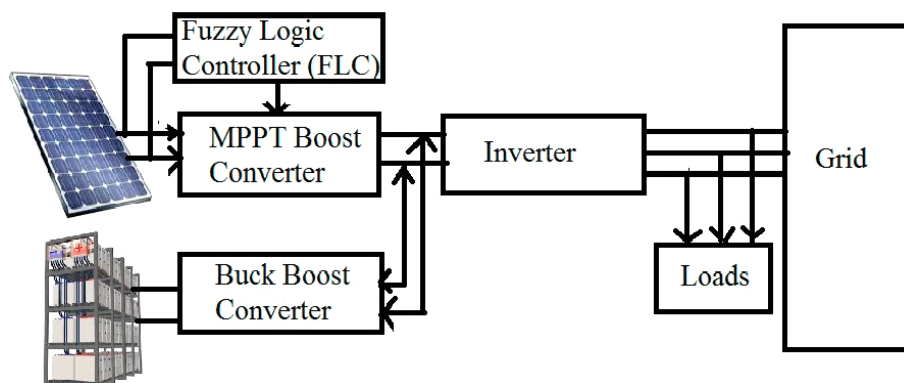 Fuzzy Logic
Controller (FLC)
MPPT Boost
Converter
Inverter
Grid
Buck Boost
Converter
Loads